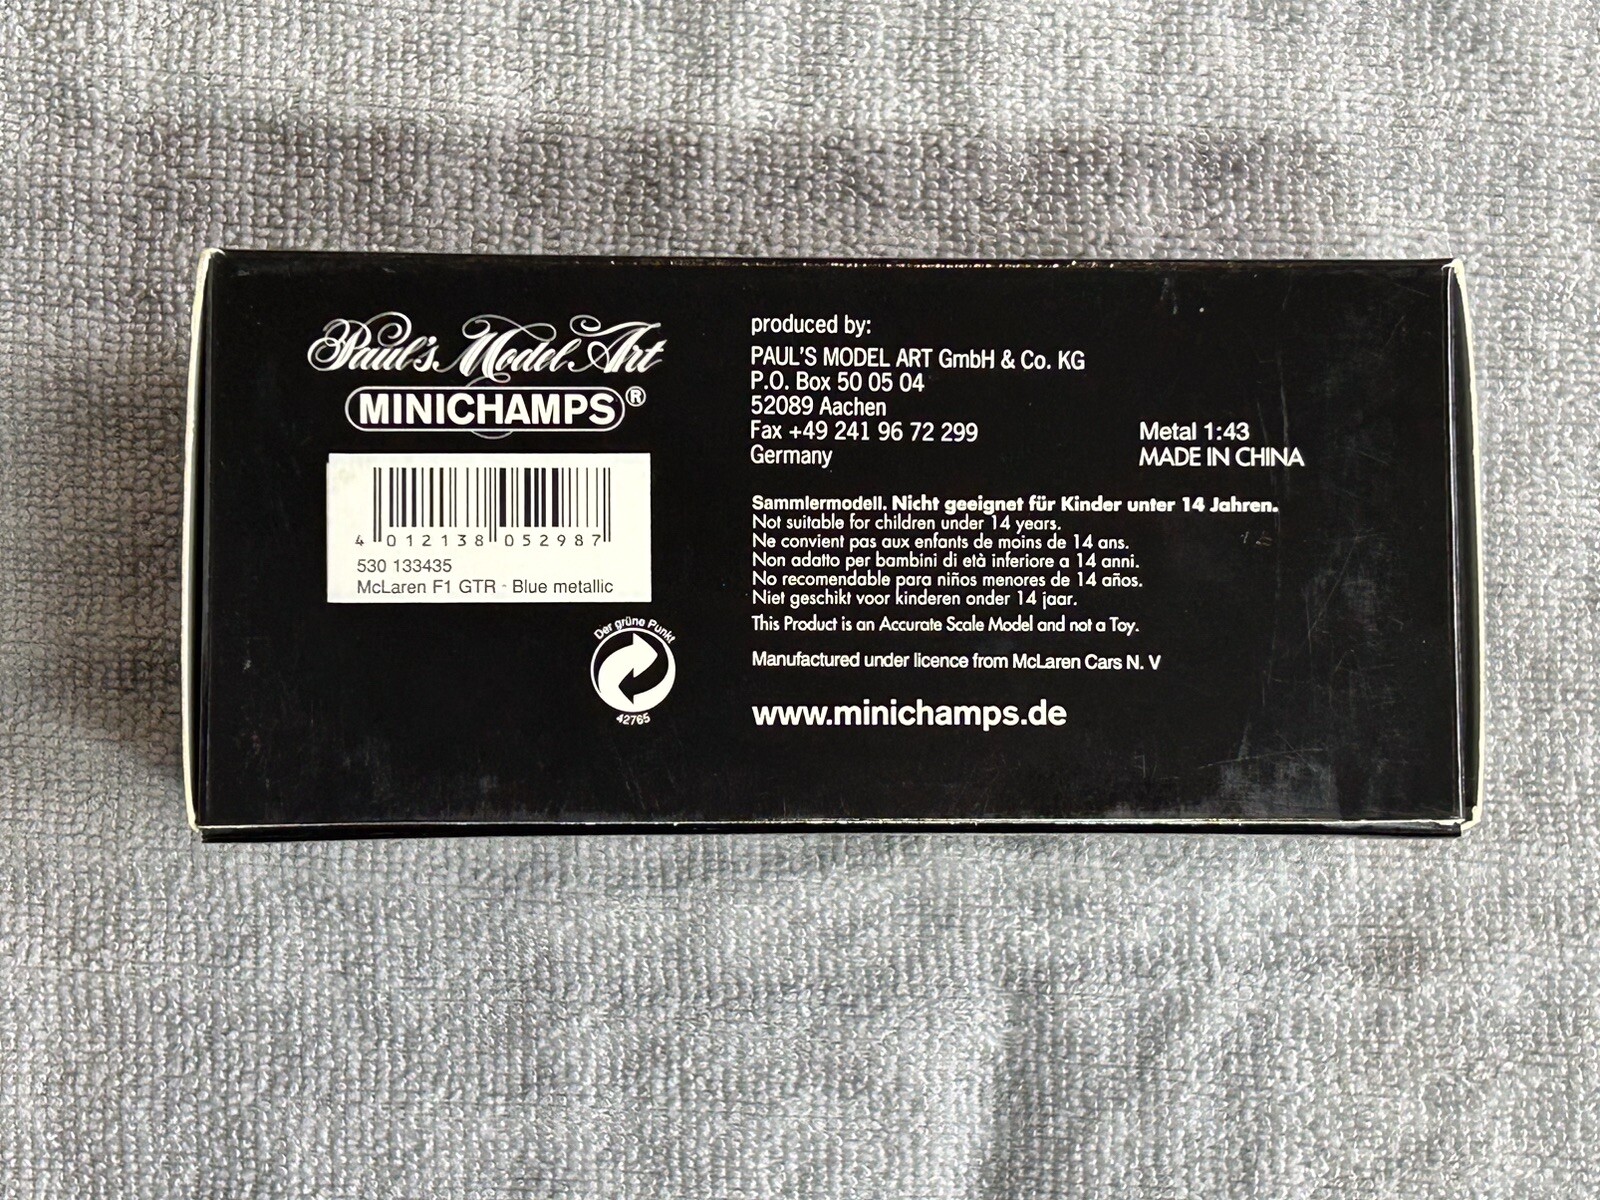 Paul's Model Art
MINICHAMPS®
4 012138 052987
530 133435
McLaren F1 GTR - Blue metallic
Der grüne Punkt
42765
produced by:
PAUL'S MODEL ART GmbH & Co. KG
P.O. Box 50 05 04
52089 Aachen
Fax +49 241 96 72 299
Germany
Metal 1:43
MADE IN CHINA
Sammlermodell. Nicht geeignet für Kinder unter 14 Jahren.
Not suitable for children under 14 years.
Ne convient pas aux enfants de moins de 14 ans.
Non adatto per bambini di età inferiore a 14 anni.
No recomendable para niños menores de 14 años.
Niet geschikt voor kinderen onder 14 jaar.
This Product is an Accurate Scale Model and not a Toy.
Manufactured under licence from McLaren Cars N. V
www.minichamps.de